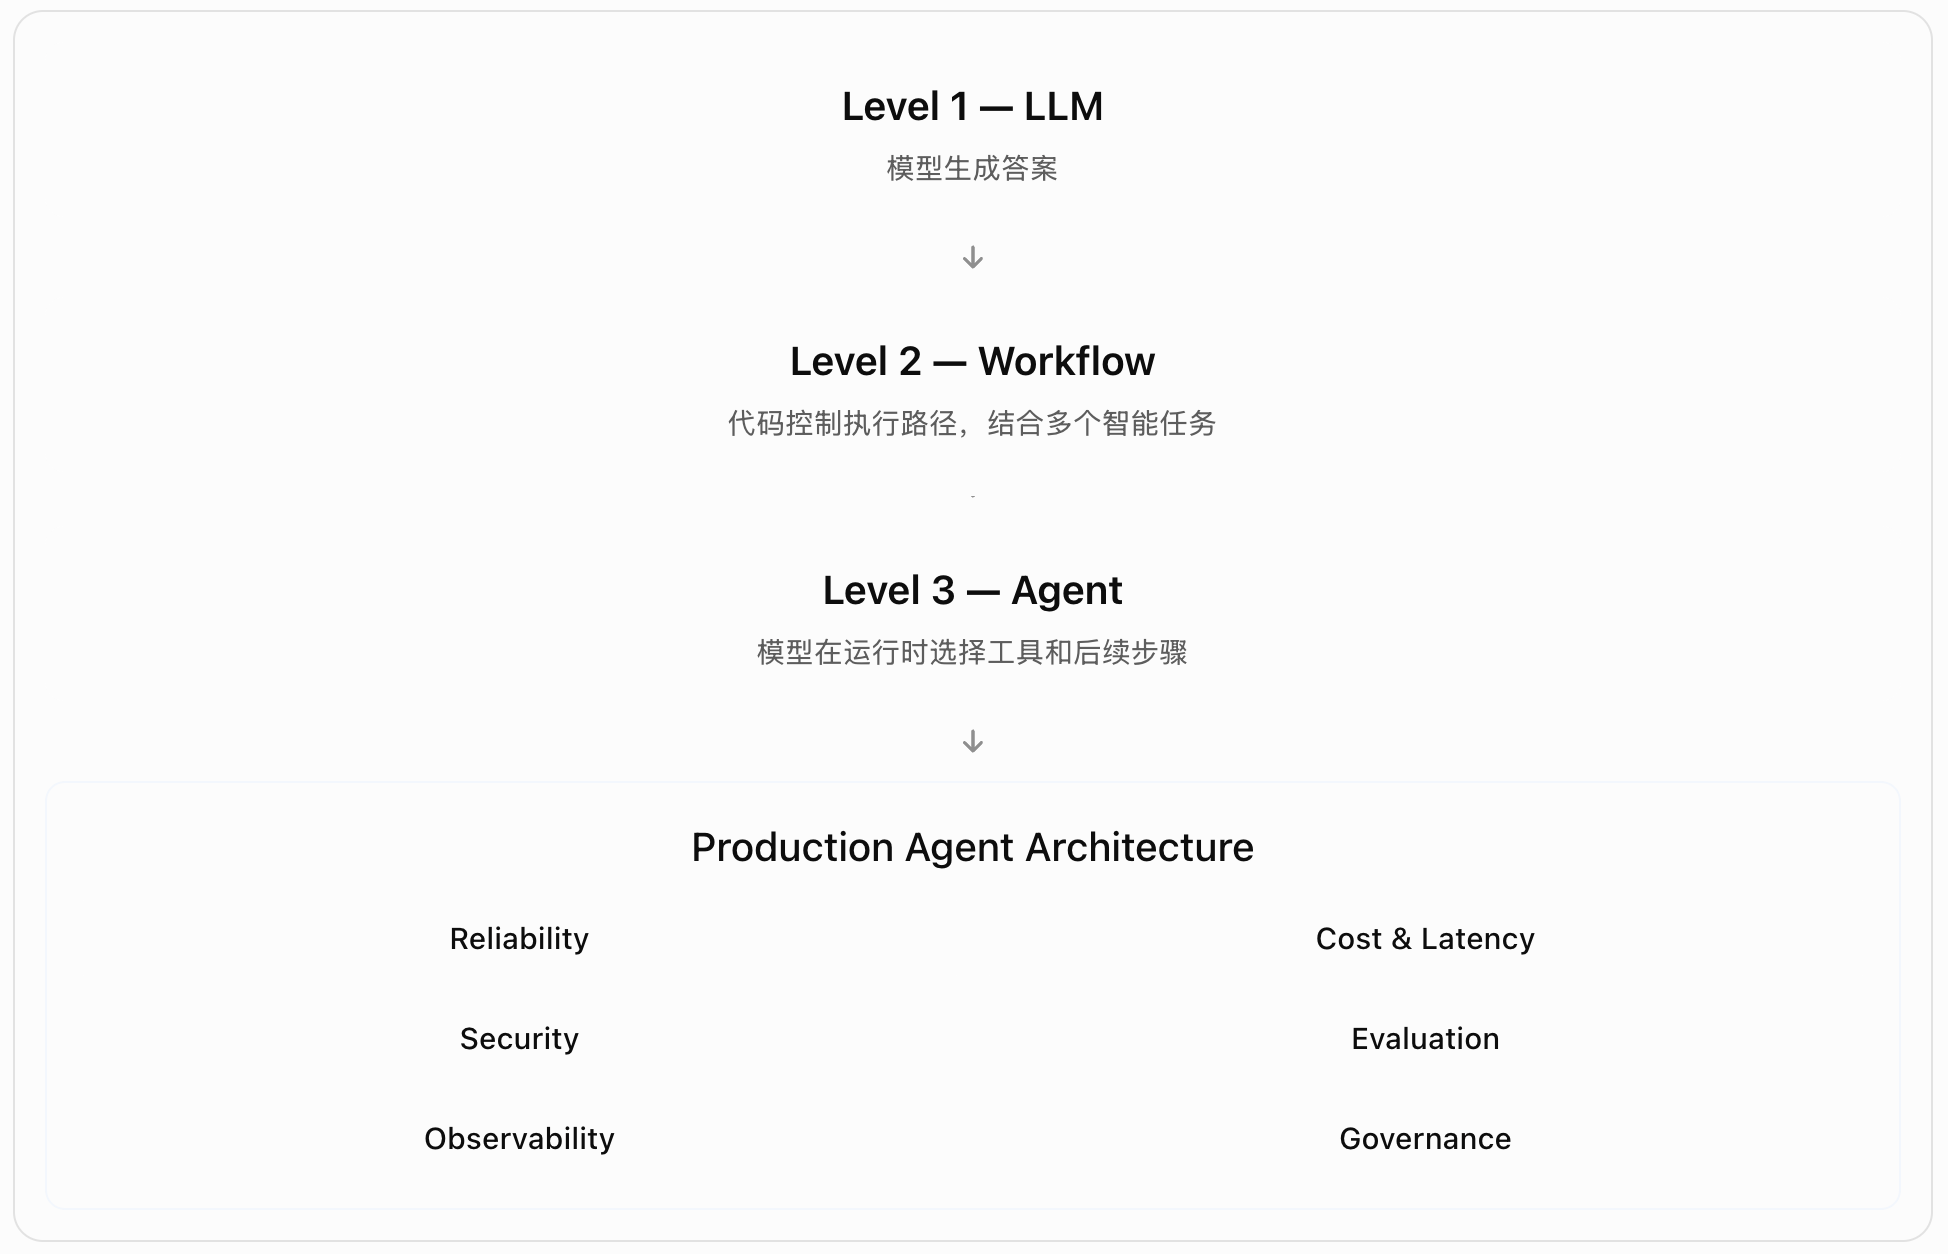 Level 1 — LLM
模型生成答案
↓
Level 2 — Workflow
代码控制执行路径，结合多个智能任务
Level 3 — Agent
模型在运行时选择工具和后续步骤
↓
Production Agent Architecture
Reliability
Cost & Latency
Security
Evaluation
Observability
Governance